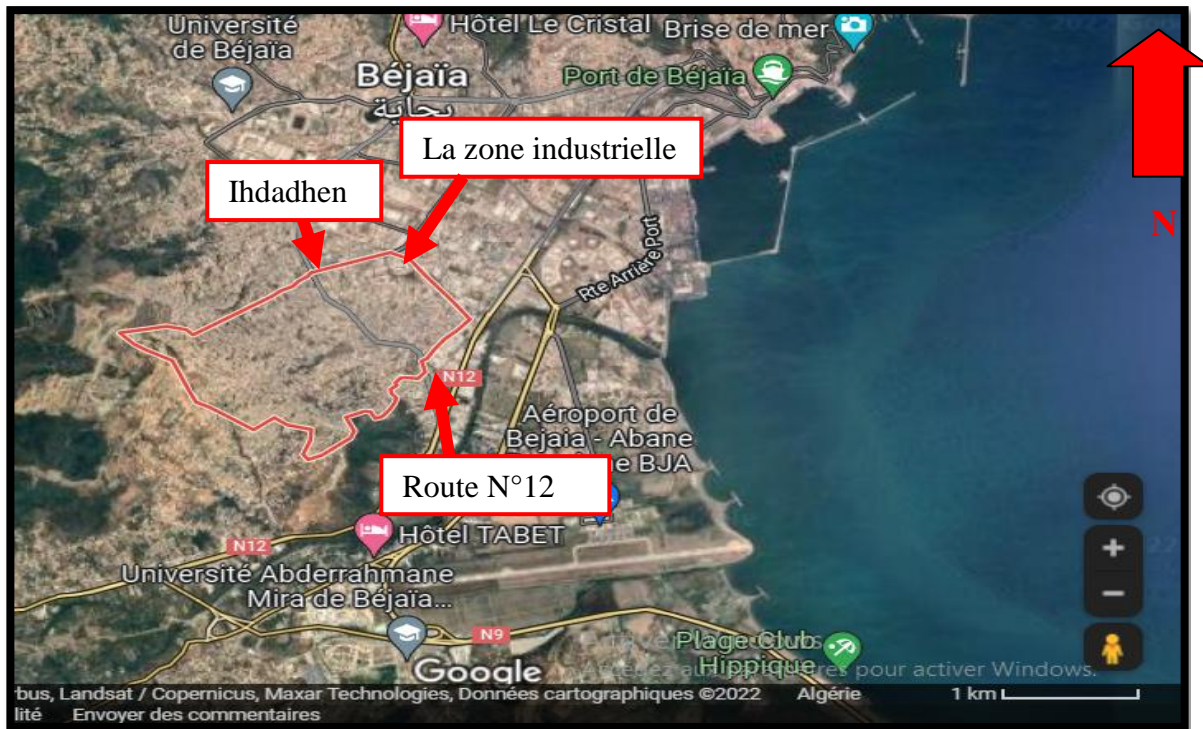 Université
de Béjaïa
Hôtel Le Cristal
Brise de mer
Béjaïa
بجاية
Port de Béjaïa
La zone industrielle
Ihdadhen
N
Rte Arrière Port
N12
Aéroport de
Bejaia - Abane
ne BJA
Route N°12
Hôtel TABET
N12
Université Abderrahmane
Mira de Béjaïa...
N9
Plage Club
Hippique
pour activer Windows.
Google
bus, Landsat / Copernicus, Maxar Technologies, Données cartographiques ©2022 Algérie 1 km
lité Envoyer des commentaires